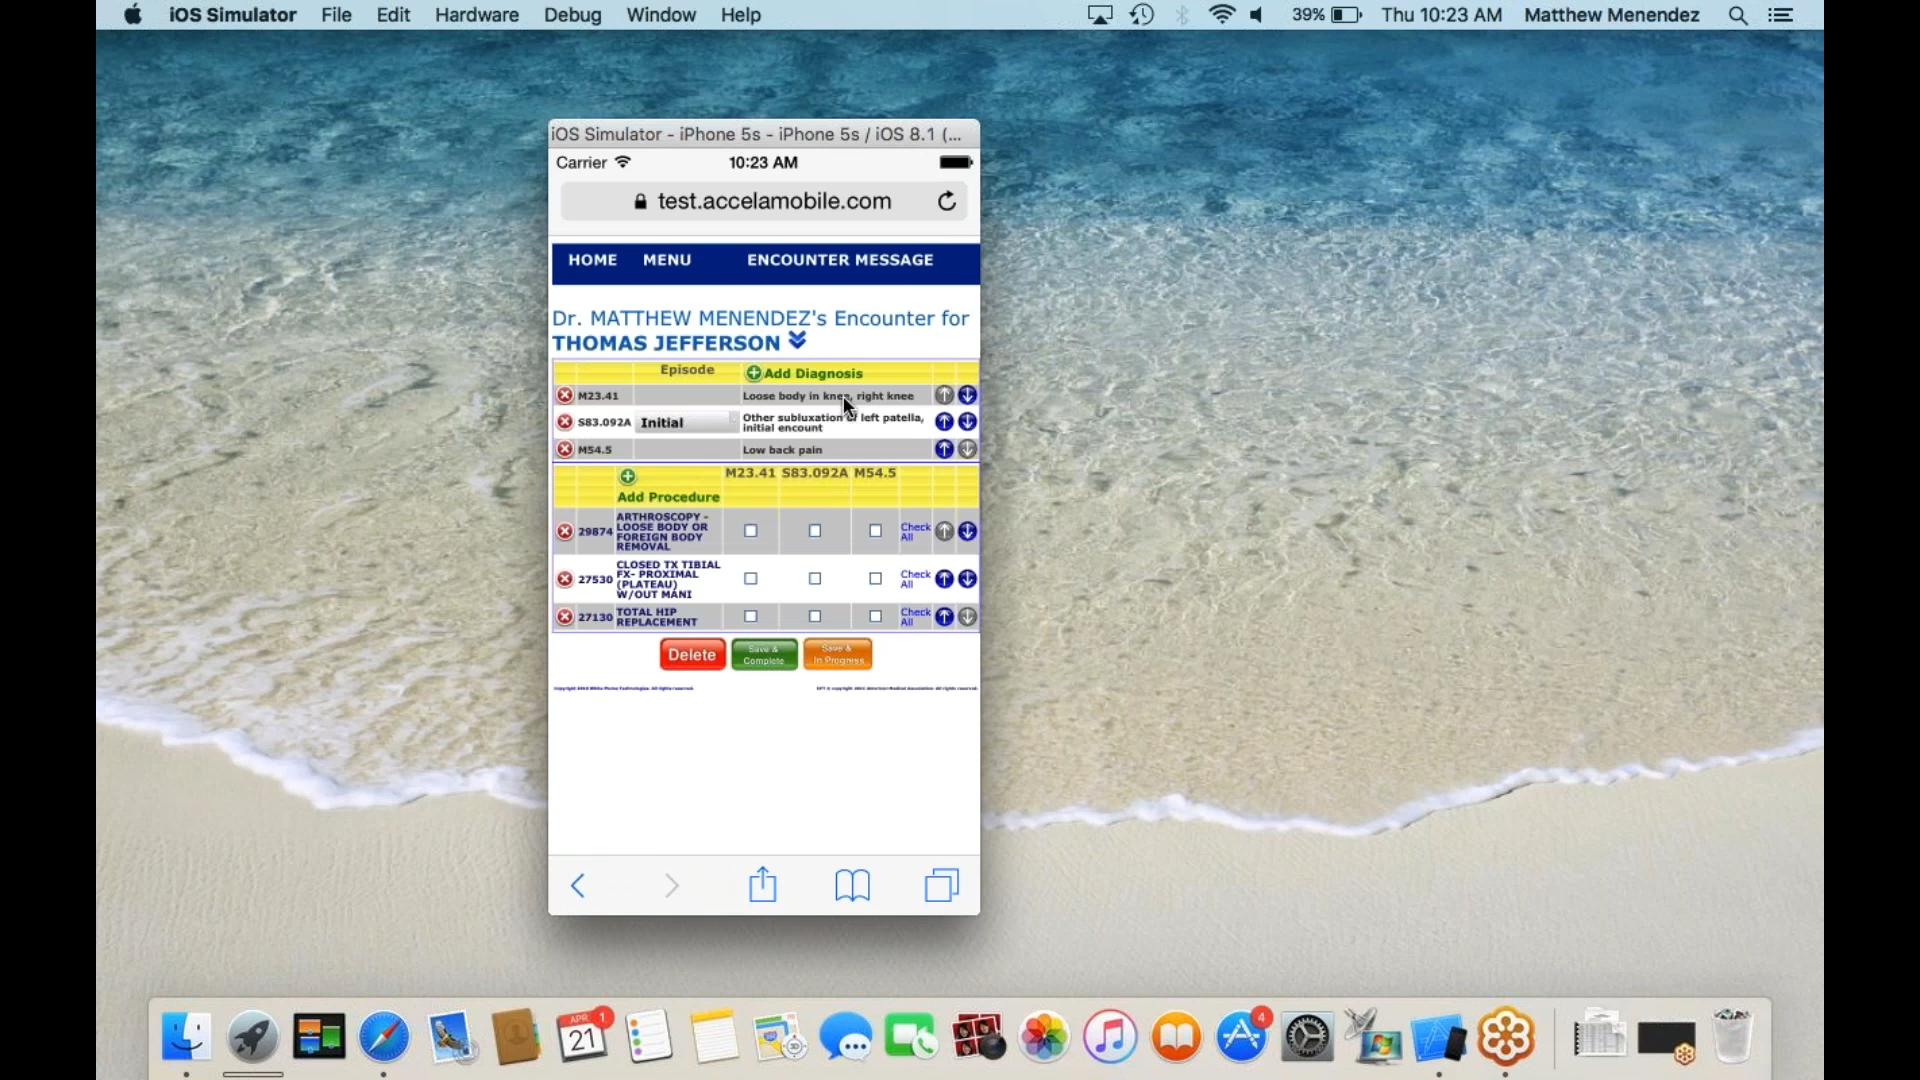 iOS Simulator File Edit Hardware Debug Window Help 39% Thu 10:23 AM Matthew Menendez
iOS Simulator - iPhone 5s - iPhone 5s / iOS 8.1 (...
Carrier 10:23 AM
test.accelamobile.com
HOME MENU ENCOUNTER MESSAGE
Dr. MATTHEW MENENDEZ's Encounter for
THOMAS JEFFERSON
Episode Add Diagnosis
M23.41 Loose body in knee, right knee
S83.092A Initial Other subluxation of left patella,
initial encount
M54.5 Low back pain
M23.41 S83.092A M54.5
Add Procedure
29874 ARTHROSCOPY -
LOOSE BODY OR
FOREIGN BODY
REMOVAL
Check
All
27530 CLOSED TX TIBIAL
FX- PROXIMAL
(PLATEAU)
W/OUT MANI
Check
All
27130 TOTAL HIP
REPLACEMENT
Check
All
Delete
Save &
Complete
Save &
In Progress
APR
21
1
3D
4